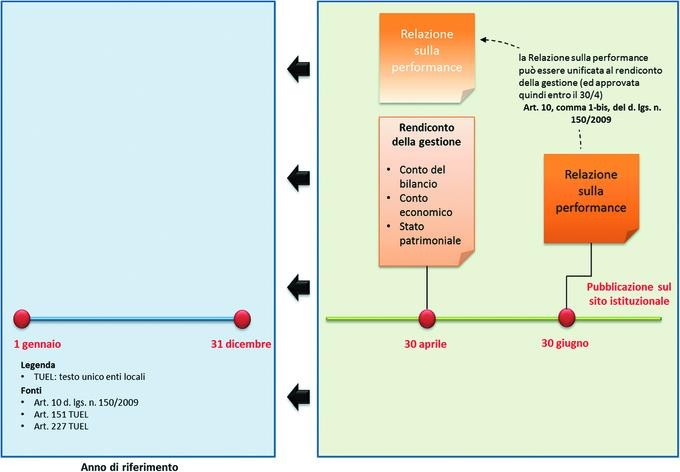 Relazione
sulla
performance
la Relazione sulla performance
può essere unificata al rendiconto
della gestione (ed approvata
quindi entro il 30/4)
Art. 10, comma 1-bis, del d. lgs. n.
150/2009
Rendiconto
della gestione
• Conto del
bilancio
• Conto
economico
• Stato
patrimoniale
Relazione
sulla
performance
Pubblicazione sul
sito istituzionale
1 gennaio
31 dicembre
30 aprile
30 giugno
Legenda
• TUEL: testo unico enti locali
Fonti
• Art. 10 d. lgs. n. 150/2009
• Art. 151 TUEL
• Art. 227 TUEL
Anno di riferimento